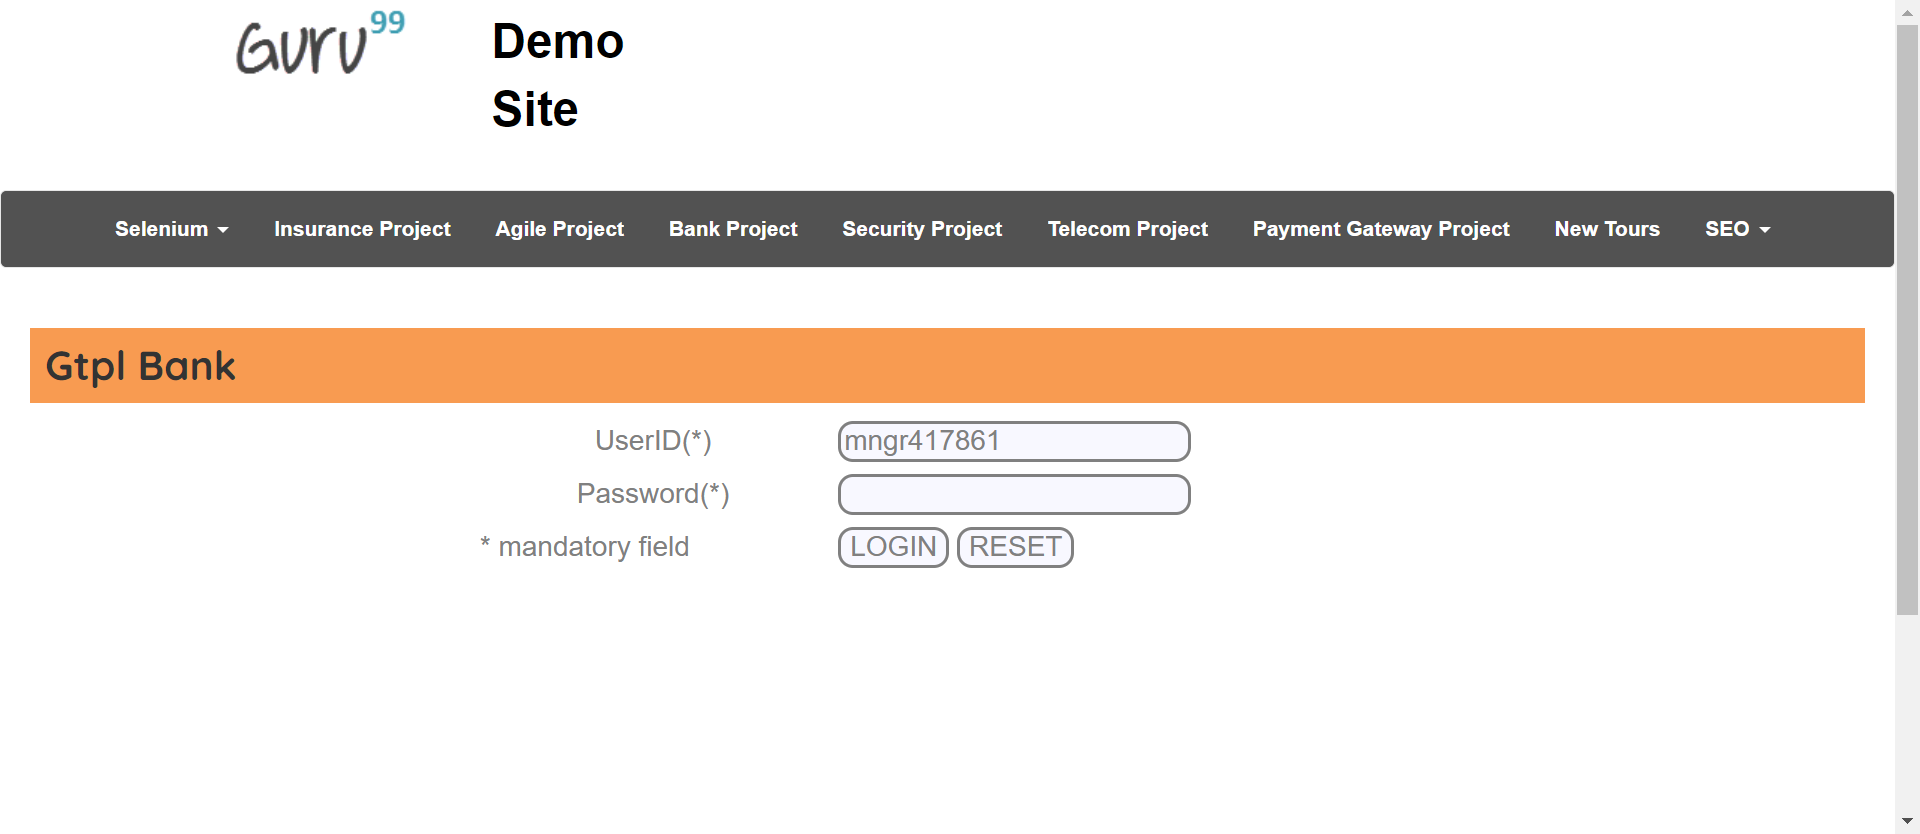 Guru99
Demo
Site
Selenium Insurance Project Agile Project Bank Project Security Project Telecom Project Payment Gateway Project New Tours SEO
Gtpl Bank
UserID(*) mngr417861
Password(*)
* mandatory field LOGIN RESET